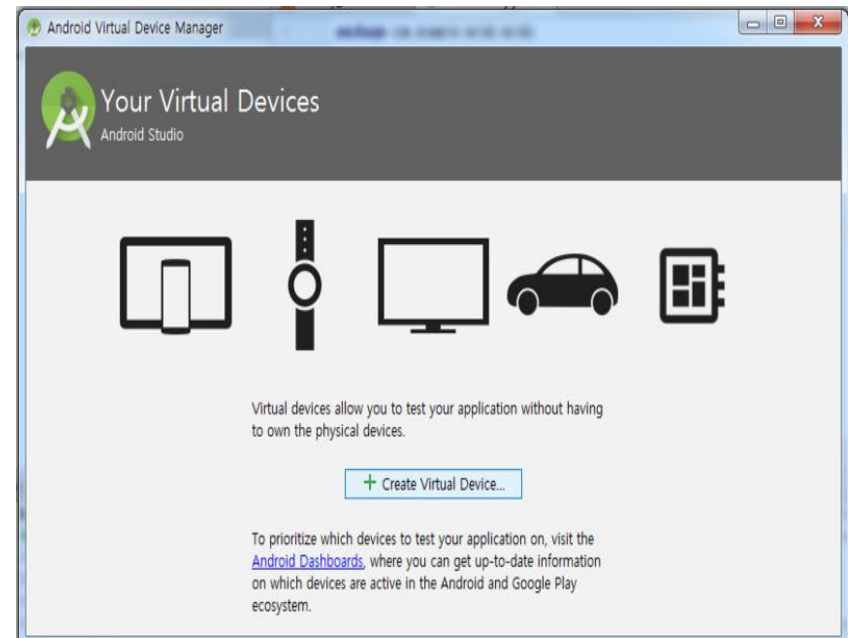 Android Virtual Device Manager
Your Virtual Devices
Android Studio
Virtual devices allow you to test your application without having
to own the physical devices.
+ Create Virtual Device...
To prioritize which devices to test your application on, visit the
Android Dashboards, where you can get up-to-date information
on which devices are active in the Android and Google Play
ecosystem.